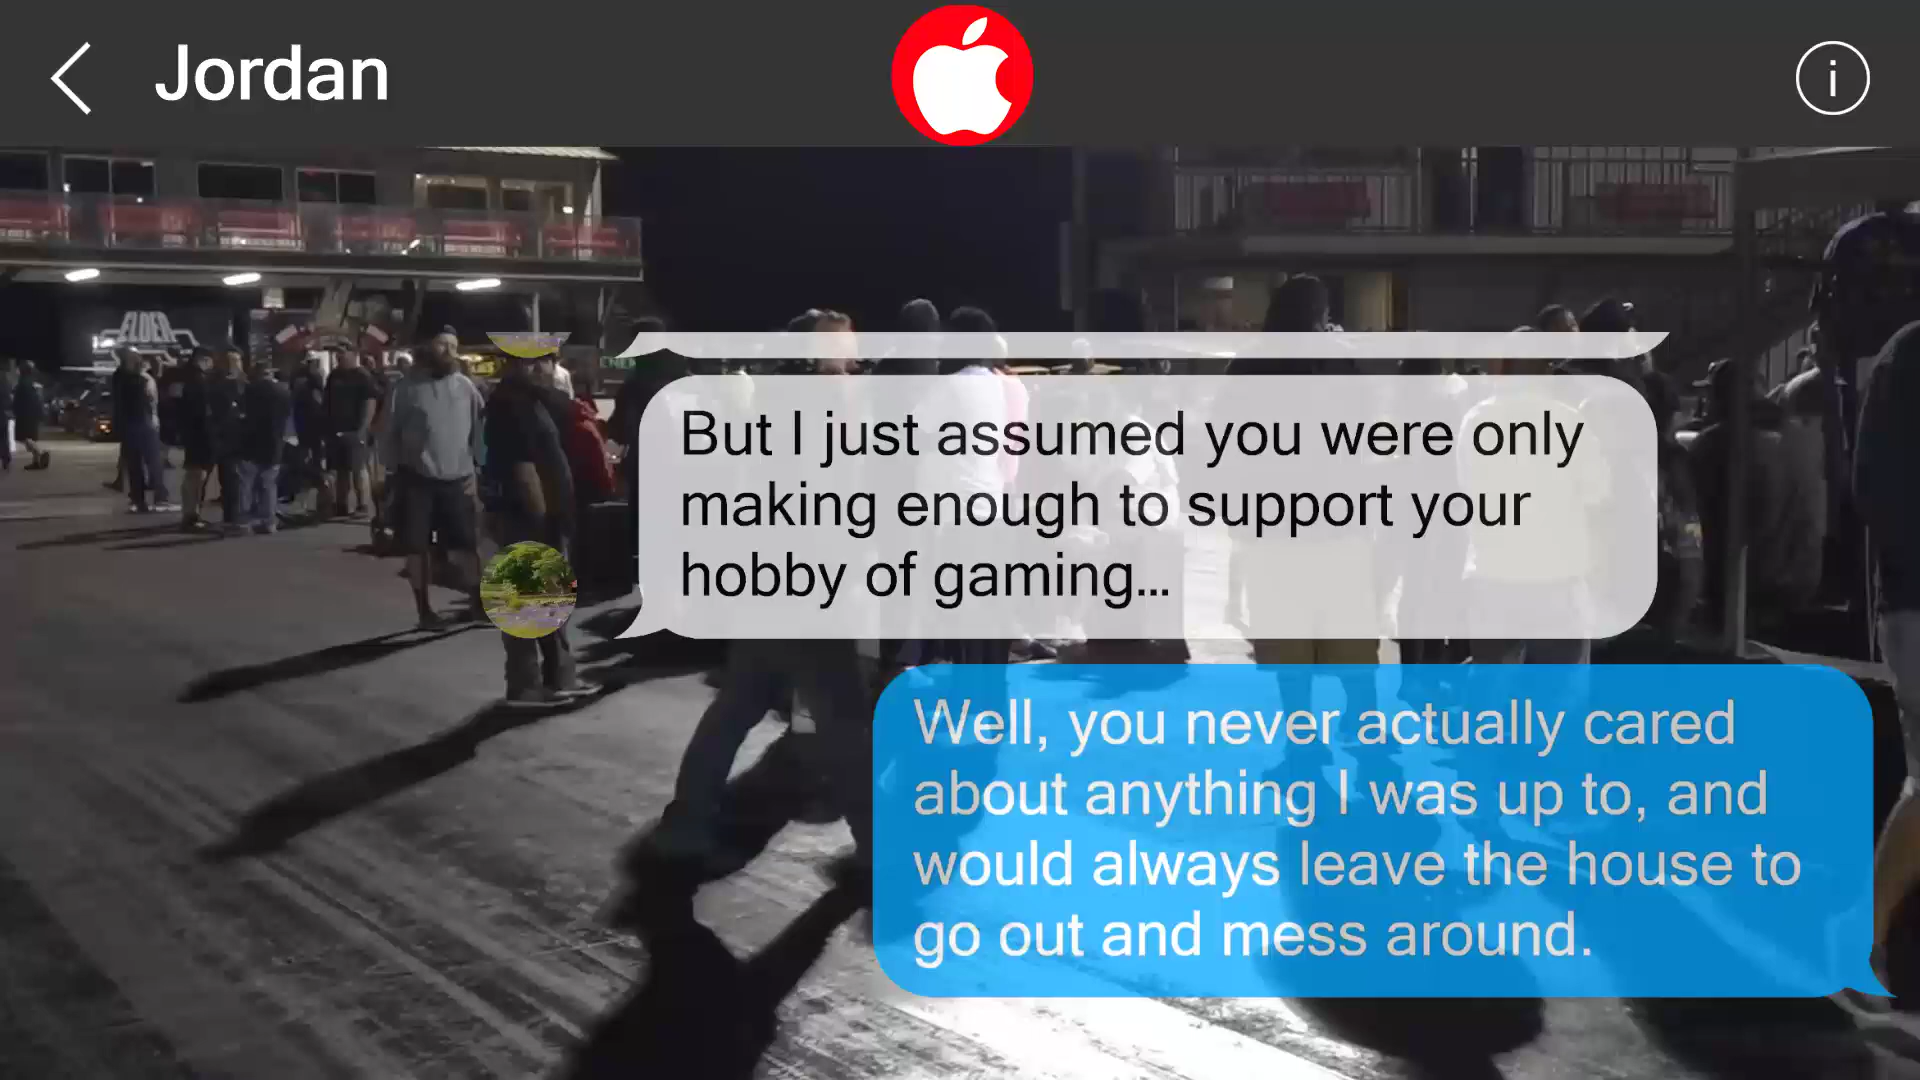 Jordan
i
ELDER
But I just assumed you were only
making enough to support your
hobby of gaming...
Well, you never actually cared
about anything I was up to, and
would always leave the house to
go out and mess around.